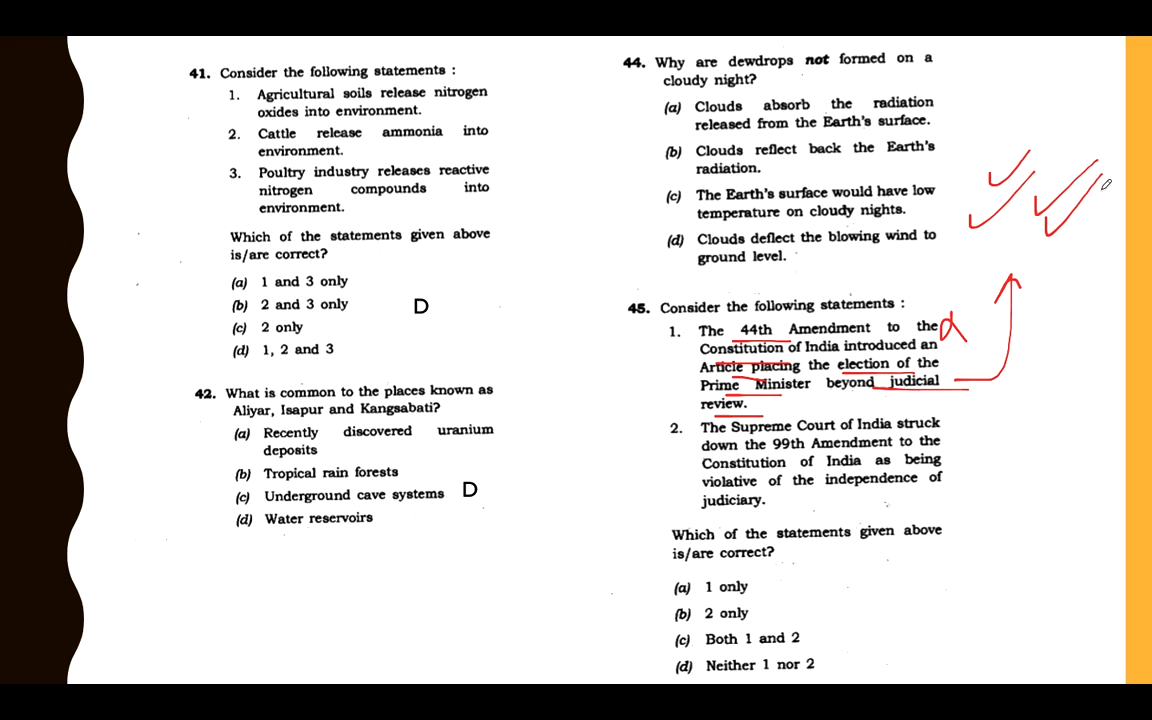 41. Consider the following statements :
1. Agricultural soils release nitrogen
oxides into environment.
2. Cattle release ammonia into
environment.
3. Poultry industry releases reactive
nitrogen compounds into
environment.
Which of the statements given above
is/are correct?
(a) 1 and 3 only
(b) 2 and 3 only
D
(c) 2 only
(d) 1, 2 and 3
42. What is common to the places known as
Aliyar, Isapur and Kangsabati?
(a) Recently discovered uranium
deposits
(b) Tropical rain forests
(c) Underground cave systems
D
(d) Water reservoirs
44. Why are dewdrops not formed on a
cloudy night?
(a) Clouds absorb the radiation
released from the Earth's surface.
(b) Clouds reflect back the Earth's
radiation.
(c) The Earth's surface would have low
temperature on cloudy nights.
(d) Clouds deflect the blowing wind to
ground level.
45. Consider the following statements :
1. The 44th Amendment to the
Constitution of India introduced an
Article placing the election of the
Prime Minister beyond judicial
review.
2. The Supreme Court of India struck
down the 99th Amendment to the
Constitution of India as being
violative of the independence of
judiciary.
Which of the statements given above
is/are correct?
(a) 1 only
(b) 2 only
(c) Both 1 and 2
(d) Neither 1 nor 2